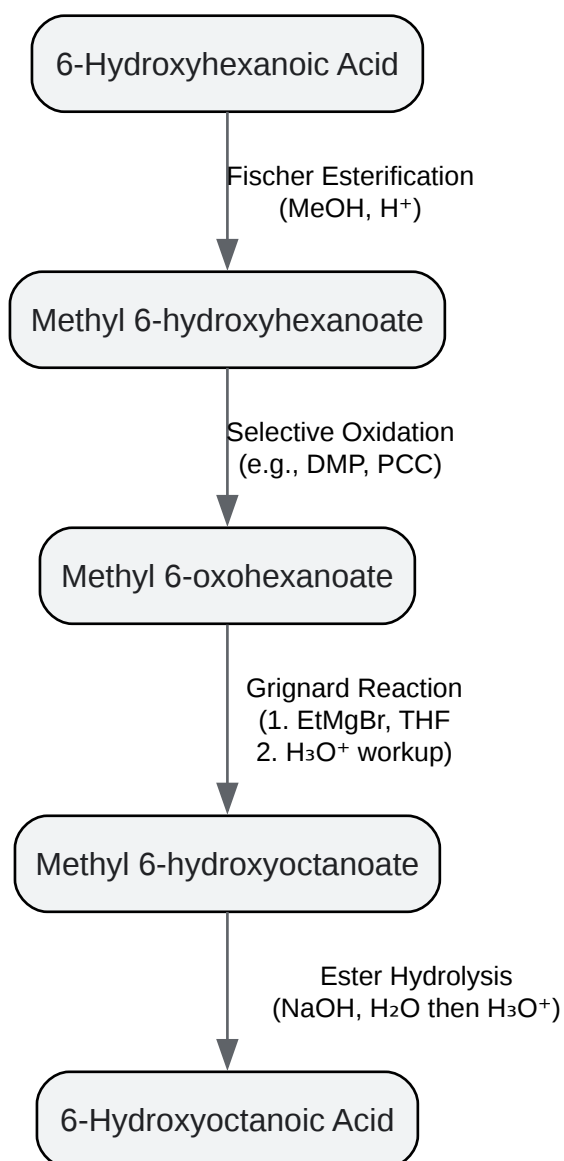 6-Hydroxyhexanoic Acid
Fischer Esterification
(MeOH, H⁺)
Methyl 6-hydroxyhexanoate
Selective Oxidation
(e.g., DMP, PCC)
Methyl 6-oxohexanoate
Grignard Reaction
(1. EtMgBr, THF
2. H₃O⁺ workup)
Methyl 6-hydroxyoctanoate
Ester Hydrolysis
(NaOH, H₂O then H₃O⁺)
6-Hydroxyoctanoic Acid